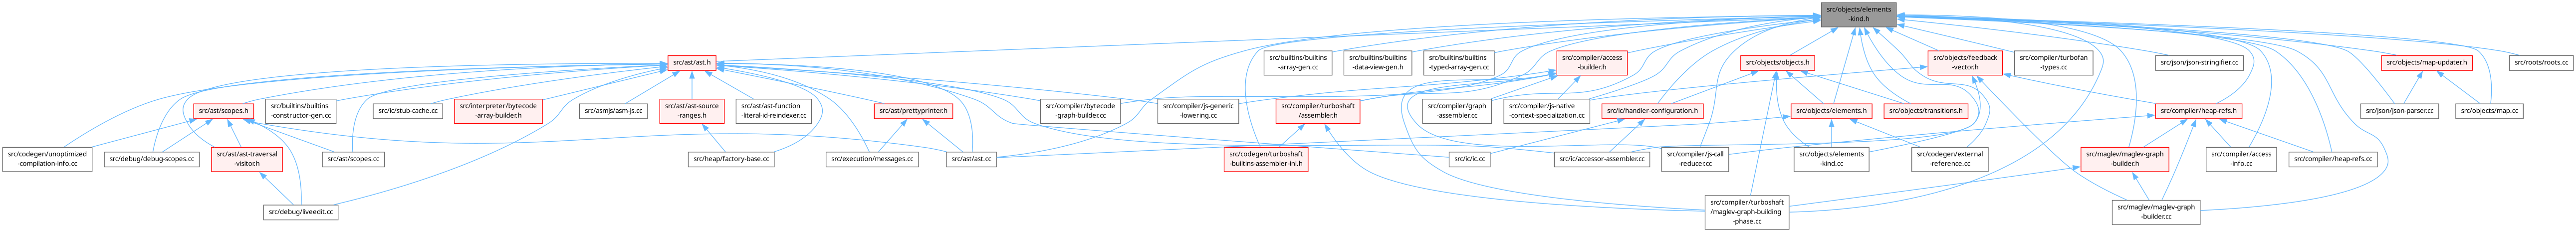 src/objects/elements
-kind.h
src/ast/ast.h
src/builtins/builtins
-array-gen.cc
src/builtins/builtins
-data-view-gen.h
src/builtins/builtins
-typed-array-gen.cc
src/compiler/access
-builder.h
src/objects/objects.h
src/objects/feedback
-vector.h
src/compiler/turbofan
-types.cc
src/json/json-stringifier.cc
src/objects/map-updater.h
src/roots/roots.cc
src/ast/scopes.h
src/builtins/builtins
-constructor-gen.cc
src/ic/stub-cache.cc
src/interpreter/bytecode
-array-builder.h
src/asmjs/asm-js.cc
src/ast/ast-source
-ranges.h
src/ast/ast-function
-literal-id-reindexer.cc
src/ast/prettyprinter.h
src/compiler/bytecode
-graph-builder.cc
src/compiler/js-generic
-lowering.cc
src/compiler/turboshaft
/assembler.h
src/compiler/graph
-assembler.cc
src/compiler/js-native
-context-specialization.cc
src/ic/handler-configuration.h
src/objects/elements.h
src/objects/transitions.h
src/compiler/heap-refs.h
src/json/json-parser.cc
src/objects/map.cc
src/codegen/unoptimized
-compilation-info.cc
src/debug/debug-scopes.cc
src/ast/ast-traversal
-visitor.h
src/ast/scopes.cc
src/heap/factory-base.cc
src/execution/messages.cc
src/ast/ast.cc
src/codegen/turboshaft
-builtins-assembler-inl.h
src/ic/ic.cc
src/ic/accessor-assembler.cc
src/compiler/js-call
-reducer.cc
src/objects/elements
-kind.cc
src/codegen/external
-reference.cc
src/maglev/maglev-graph
-builder.h
src/compiler/access
-info.cc
src/compiler/heap-refs.cc
src/debug/liveedit.cc
src/compiler/turboshaft
/maglev-graph-building
-phase.cc
src/maglev/maglev-graph
-builder.cc